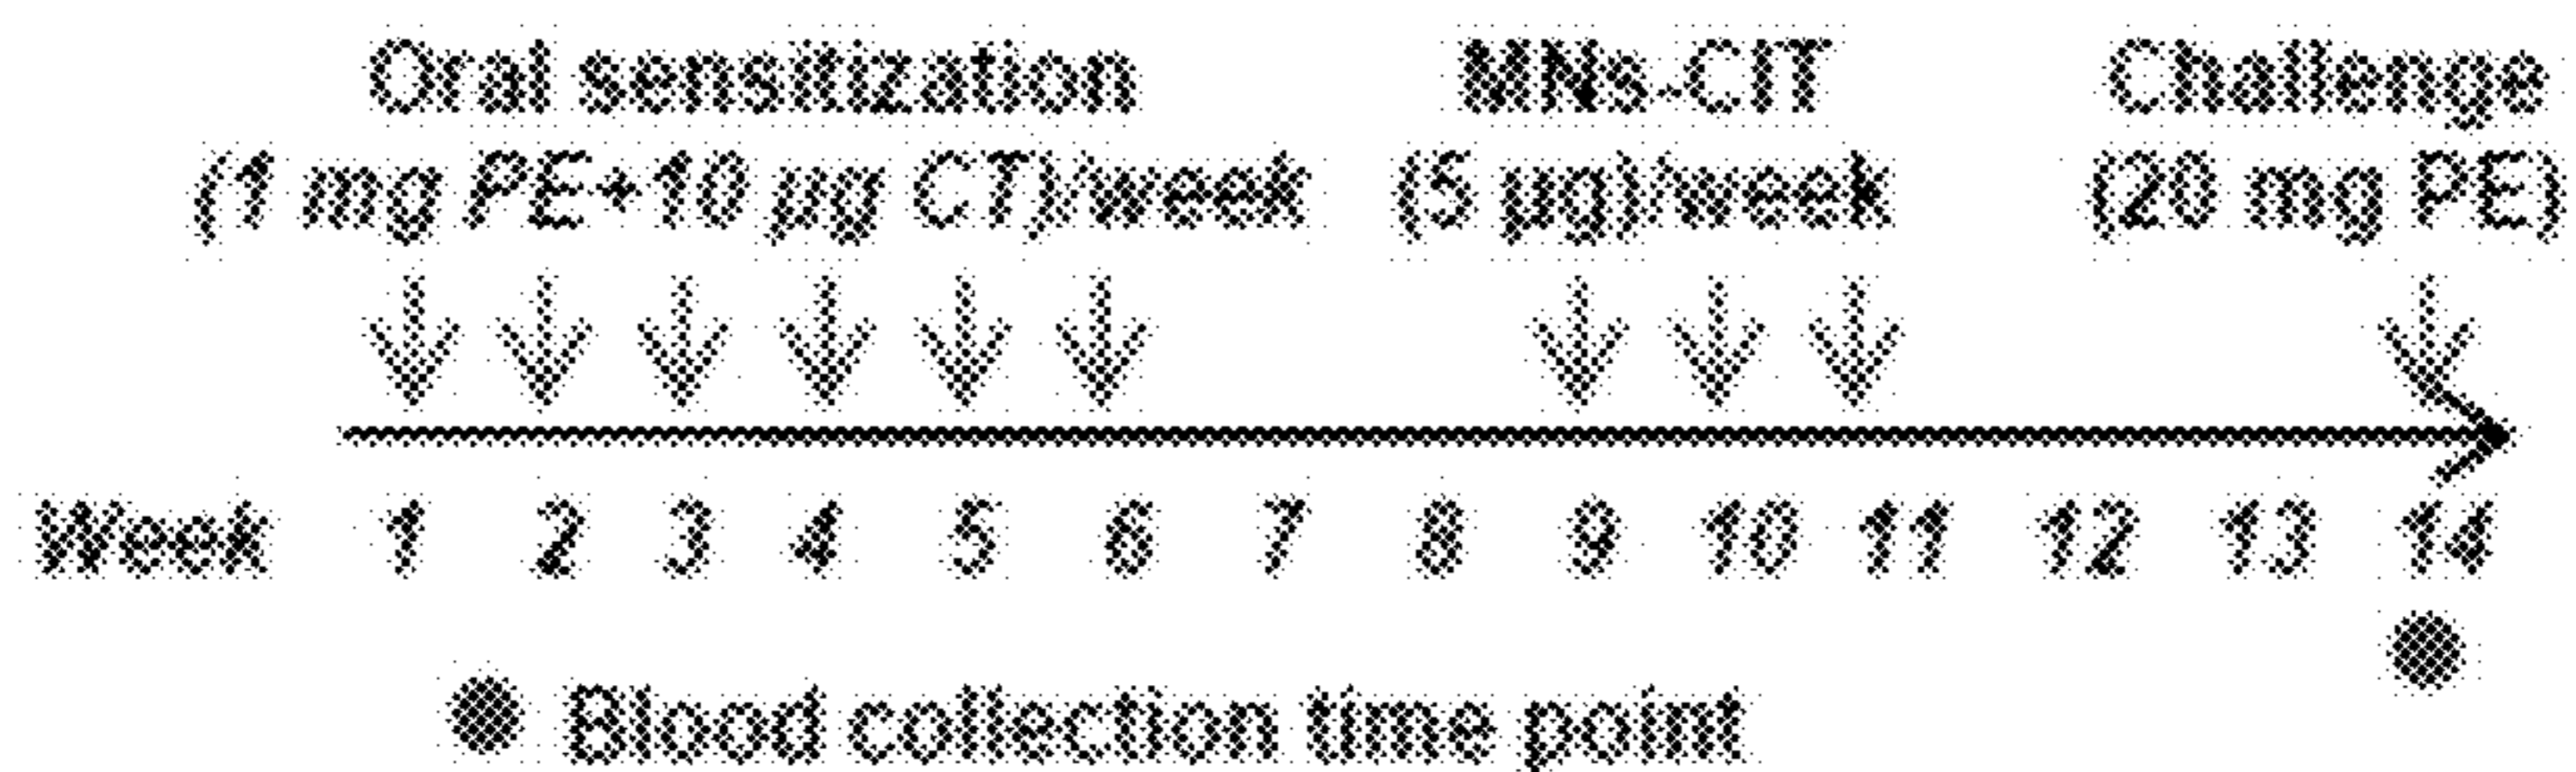 Oral sensitization
(1 mg PE+10 µg CT)/week
MNs-CIT
(5 µg)/week
Challenge
(20 mg PE)
Week 1 2 3 4 5 6 7 8 9 10 11 12 13 14
Blood collection time point